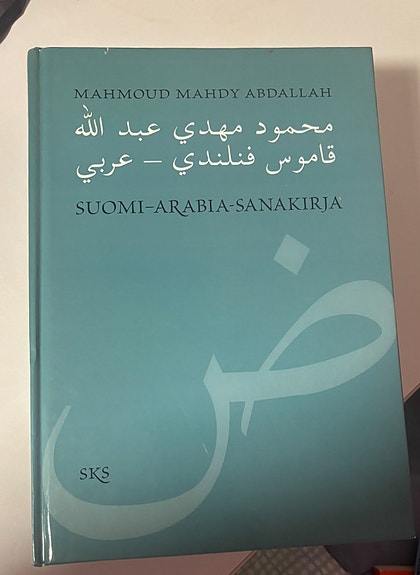 MAHMOUD MAHDY ABDALLAH
محمود مهدي عبد الله
قاموس فنلندي – عربي
SUOMI–ARABIA-SANAKIRJA
ض
SKS